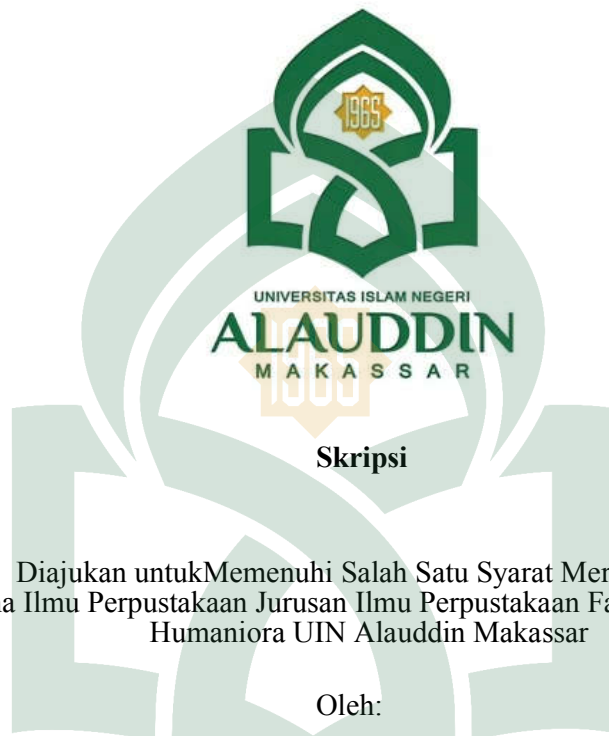 1965
UNIVERSITAS ISLAM NEGERI
ALAUDDIN
MAKASSAR
1965
Skripsi
Diajukan untukMemenuhi Salah Satu Syarat
Ilmu Perpustakaan Jurusan Ilmu Perpustakaan
Humaniora UIN Alauddin Makassar
Oleh: